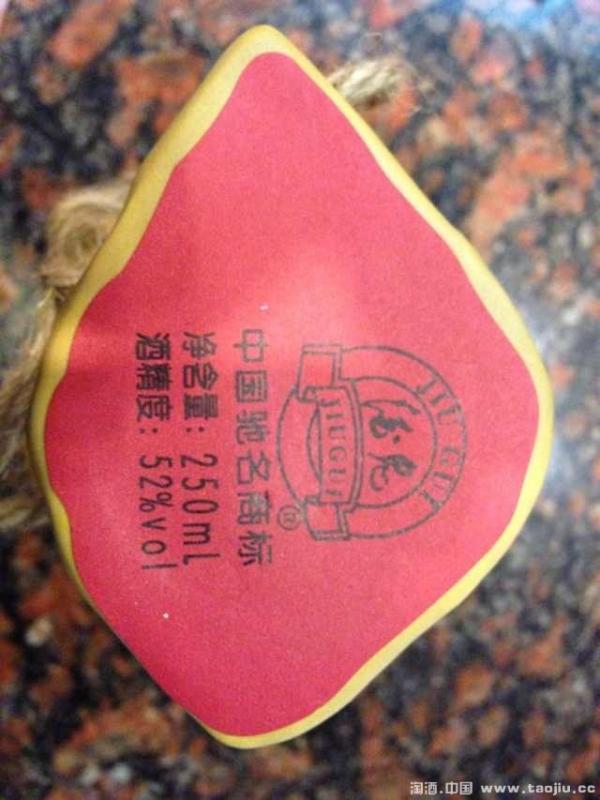 JIU GUI
酒鬼
JIUGUI
®
中国驰名商标
净含量：250ml
酒精度：52%vol
淘酒.中国 www.taojiu.cc